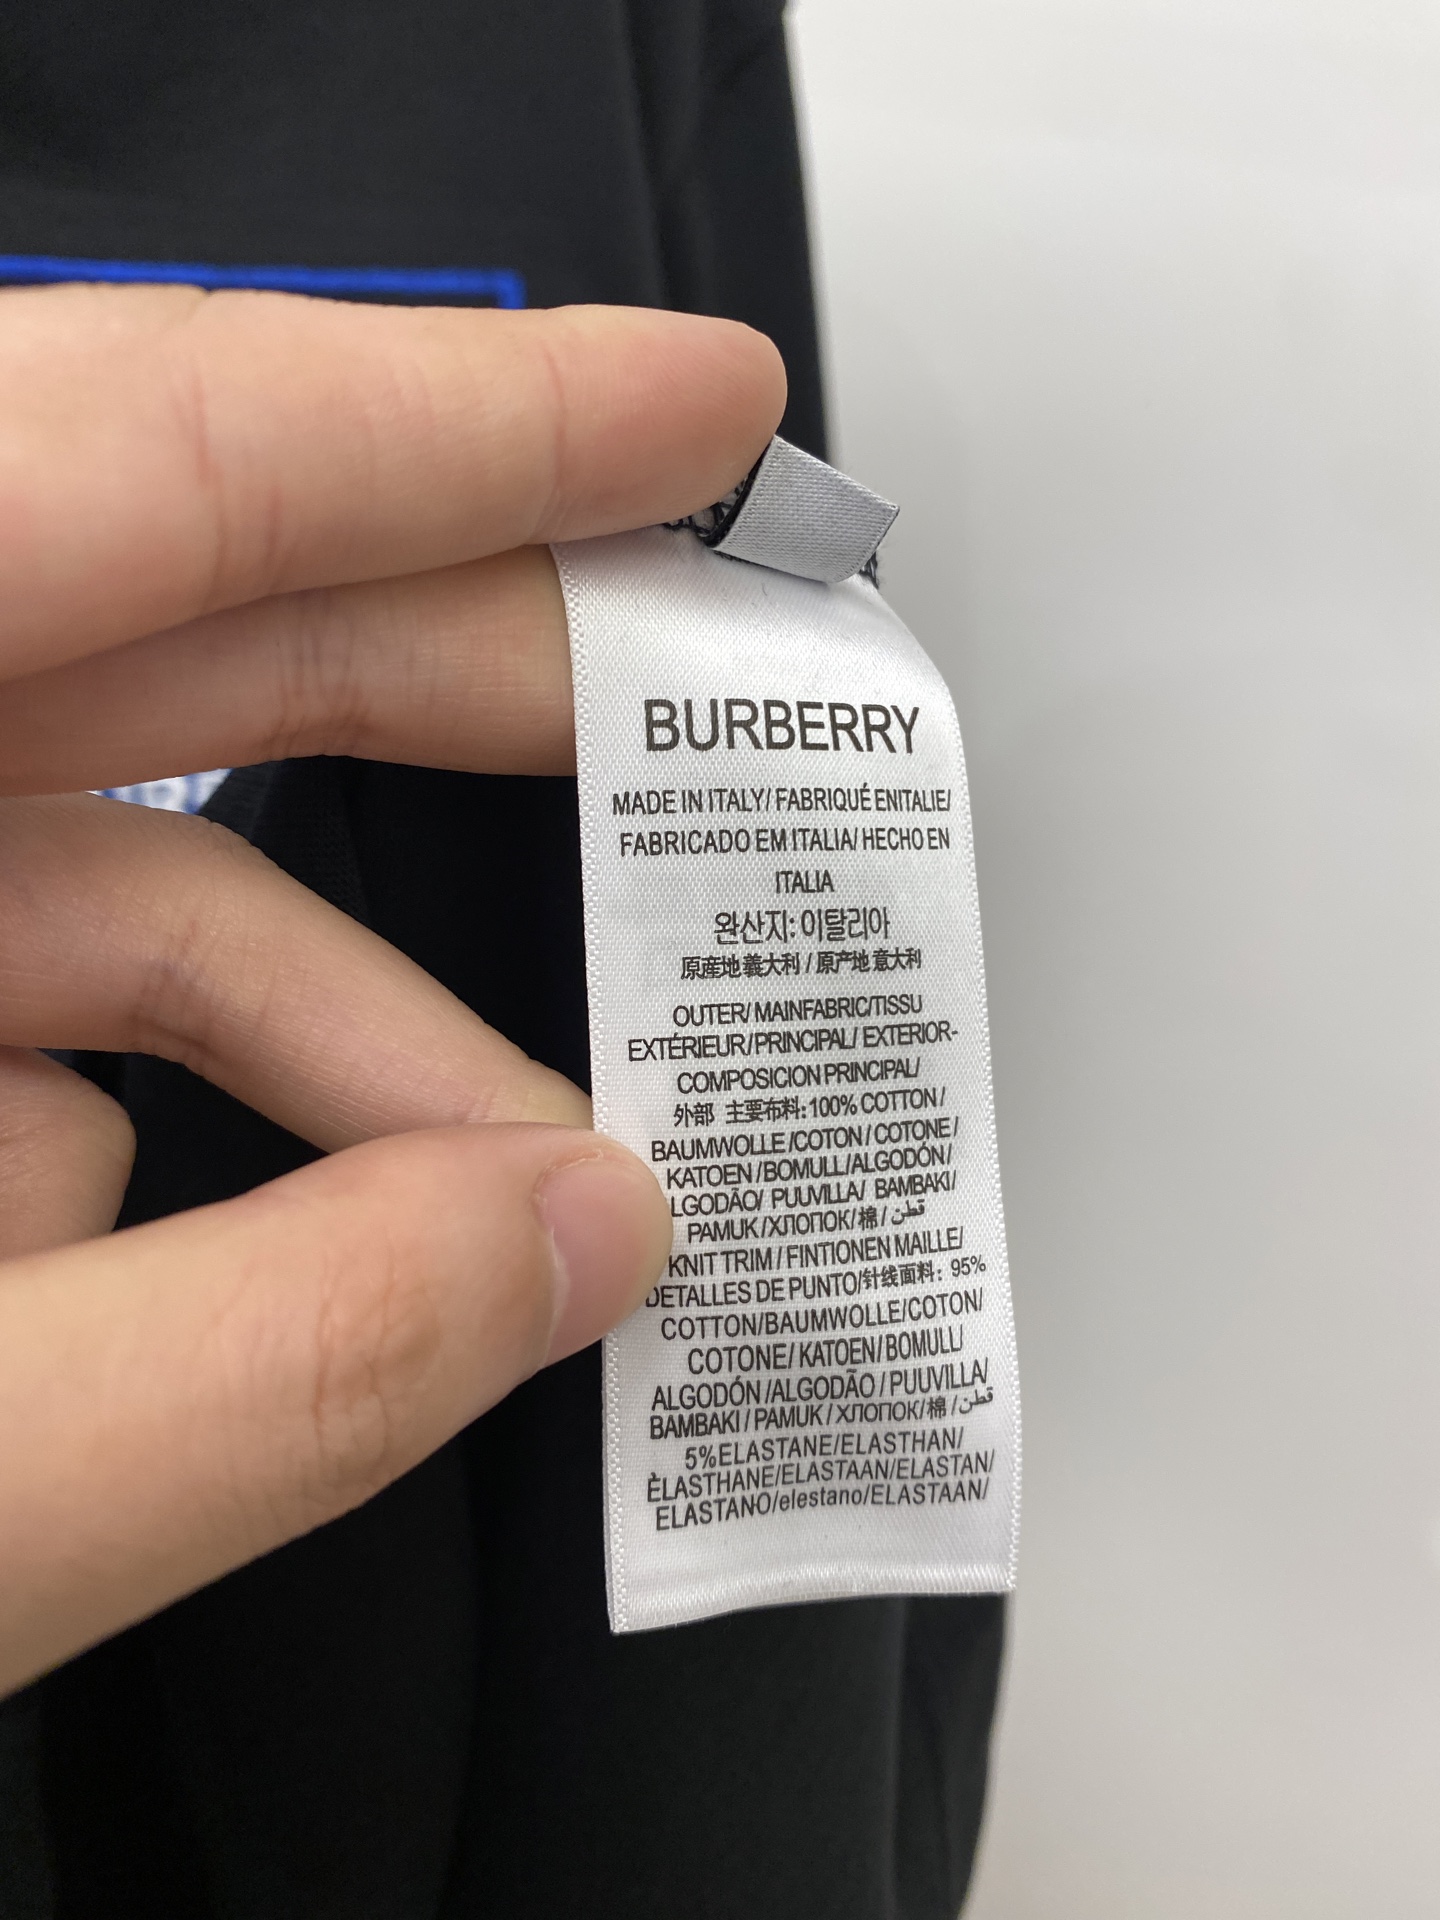 BURBERRY
MADE IN ITALY/ FABRIQUÉ ENITALIE/
FABRICADO EM ITALIA/ HECHO EN
ITALIA
완산지: 이탈리아
原産地 義大利 / 原产地 意大利
OUTER/ MAINFABRIC/TISSU
EXTÉRIEUR/PRINCIPAL/ EXTERIOR-
COMPOSICION PRINCIPAL/
外部 主要布料: 100% COTTON /
BAUMWOLLE /COTON / COTONE /
KATOEN /BOMULL/ALGODÓN/
LGODÃO/ PUUVILLA/ BAMBAKI/
PAMUK /ХЛОПОК/棉 / قطن
KNIT TRIM / FINTIONEN MAILLE/
DETALLES DE PUNTO/针线面料: 95%
COTTON/BAUMWOLLE/COTON/
COTONE/ KATOEN/BOMULL/
ALGODÓN /ALGODÃO / PUUVILLA/
BAMBAKI / PAMUK / ХЛОПОК/棉 / قطن
5%ELASTANE/ELASTHAN/
ÈLASTHANE/ELASTAAN/ELASTAN/
ELASTANO/elestano/ELASTAAN/